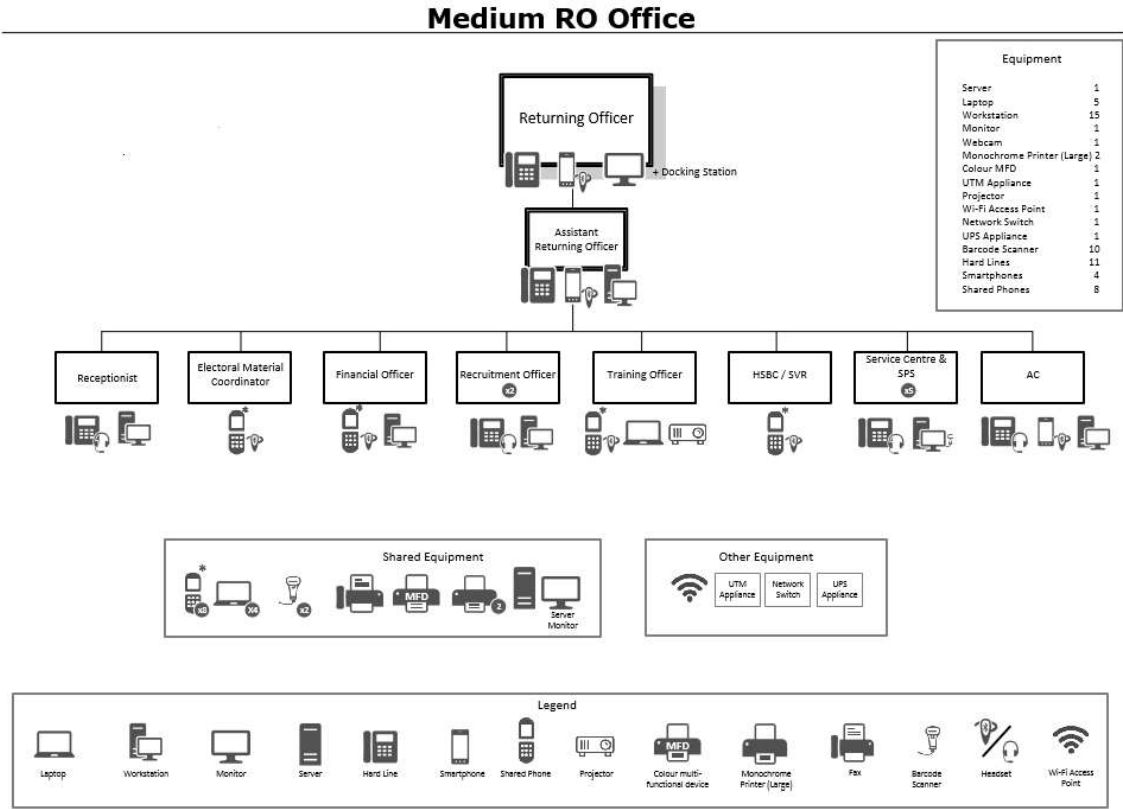 Medium RO Office
Equipment
Server 1
Laptop 5
Workstation 15
Monitor 1
Webcam 1
Monochrome Printer (Large) 2
Colour MFD 1
UTM Appliance 1
Projector 1
Wi-Fi Access Point 1
Network Switch 1
UPS Appliance 1
Barcode Scanner 10
Hard Lines 11
Smartphones 4
Shared Phones 8
Returning Officer
+ Docking Station
Assistant
Returning Officer
Receptionist
Electoral Material
Coordinator
Financial Officer
Recruitment Officer
x2
Training Officer
HSBC / SVR
Service Centre &
SPS
x5
AC
*
*
*
*
Shared Equipment
*
x8
X4
x2
MFD
2
Server
Monitor
Other Equipment
UTM
Appliance
Network
Switch
UPS
Appliance
Legend
MFD
Laptop
Workstation
Monitor
Server
Hard Line
Smartphone
Shared Phone
Projector
Colour multi-
functional device
Monochrome
Printer (Large)
Fax
Barcode
Scanner
Headset
Wi-Fi Access
Point